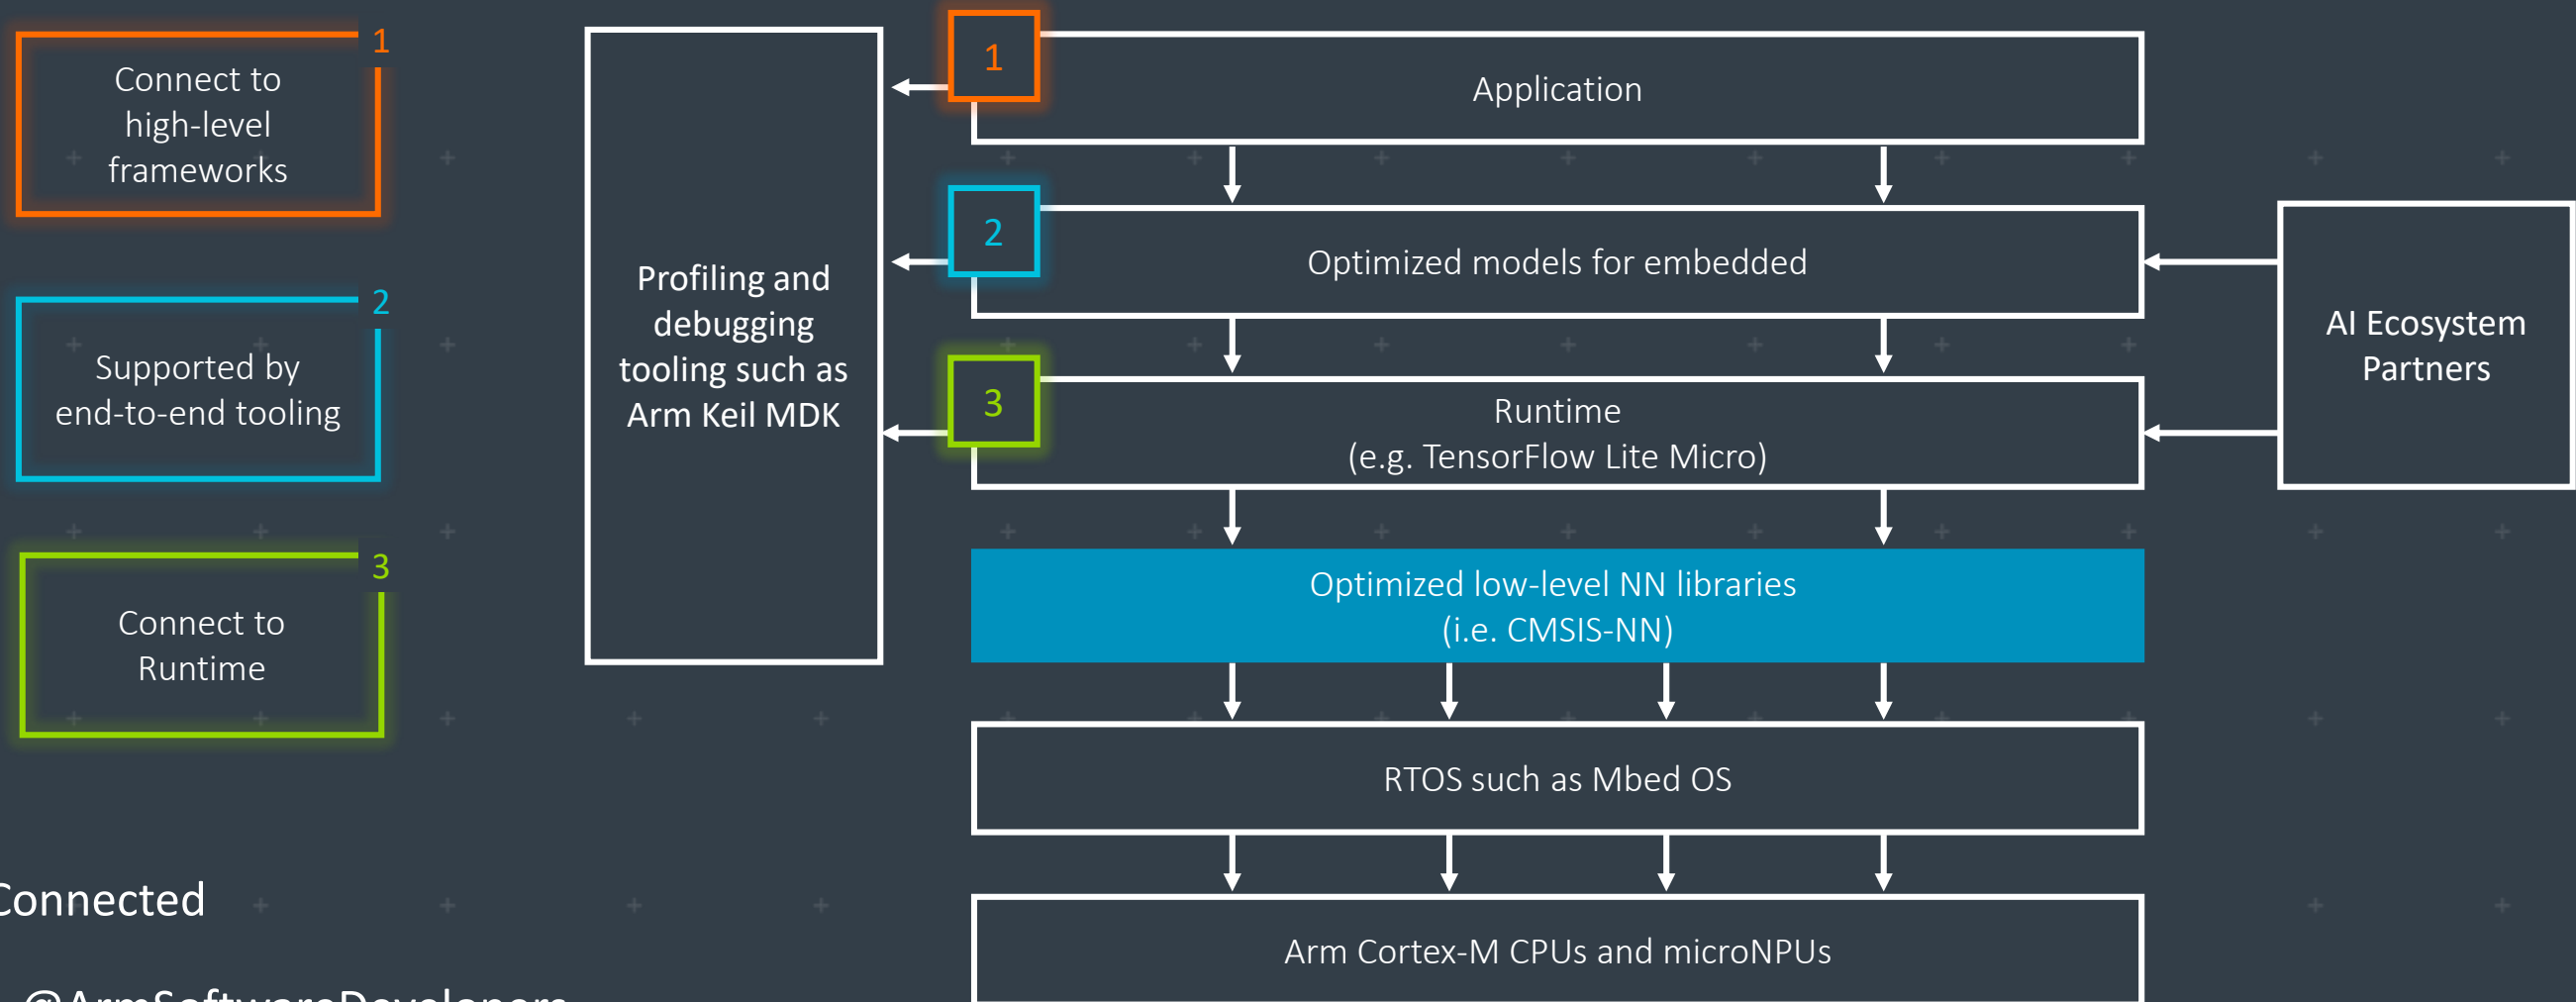 1
Connect to
high-level
frameworks
2
Supported by
end-to-end tooling
3
Connect to
Runtime
Profiling and
debugging
tooling such as
Arm Keil MDK
1
Application
2
Optimized models for embedded
3
Runtime
(e.g. TensorFlow Lite Micro)
Optimized low-level NN libraries
(i.e. CMSIS-NN)
RTOS such as Mbed OS
Arm Cortex-M CPUs and microNPUs
AI Ecosystem
Partners
Connected
@ArmSoftwareDevelopers